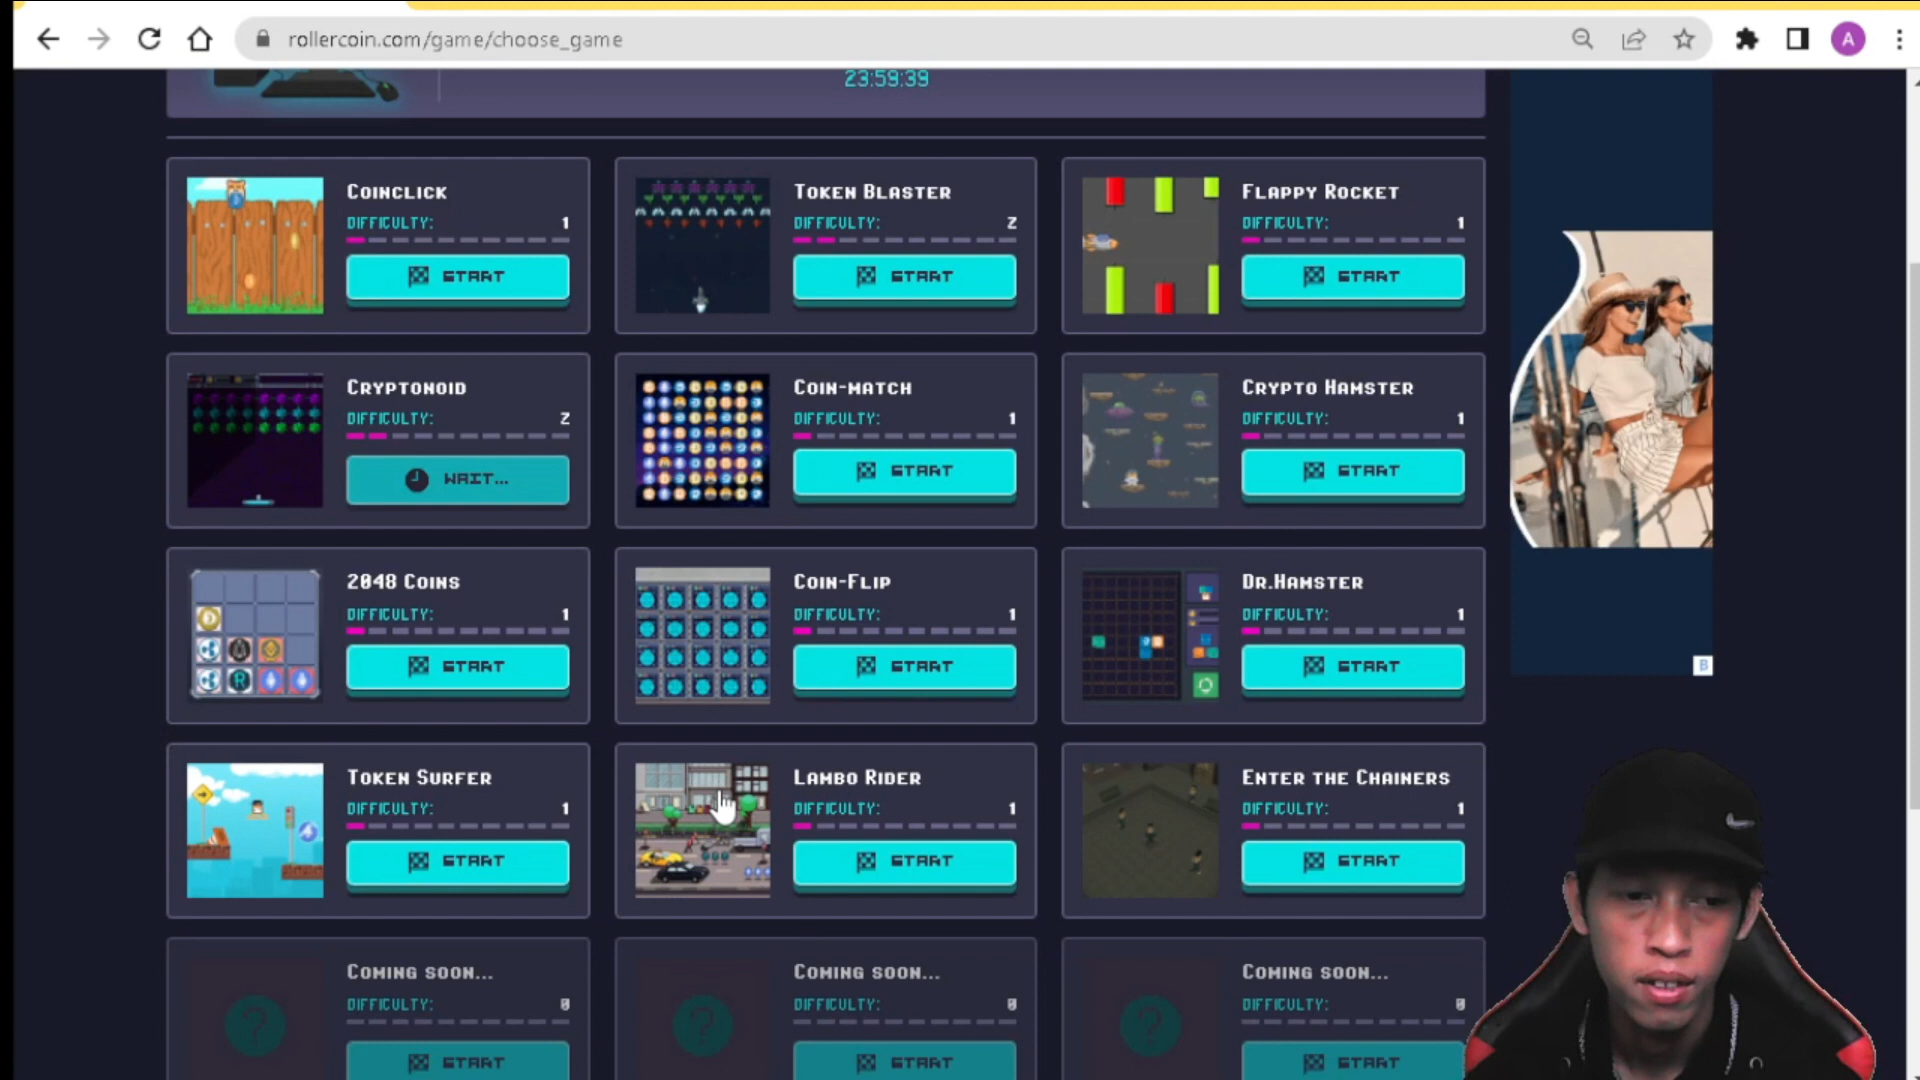 rollercoin.com/game/choose_game
A
23:59:39
Coinclick
Token Blaster
Flappy Rocket
Difficulty: 1
Difficulty: 2
Difficulty: 1
Start
Start
Start
Cryptonoid
Coin-match
Crypto Hamster
Difficulty: 2
Difficulty: 1
Difficulty: 1
Wait...
Start
Start
2048 Coins
Coin-Flip
Dr.Hamster
Difficulty: 1
Difficulty: 1
Difficulty: 1
Start
Start
Start
B
Token Surfer
Lambo Rider
Enter the Chainers
Difficulty: 1
Difficulty: 1
Difficulty: 1
Start
Start
Start
Coming soon...
Coming soon...
Coming soon...
Difficulty: 0
Difficulty: 0
Difficulty: 0
Start
Start
Start